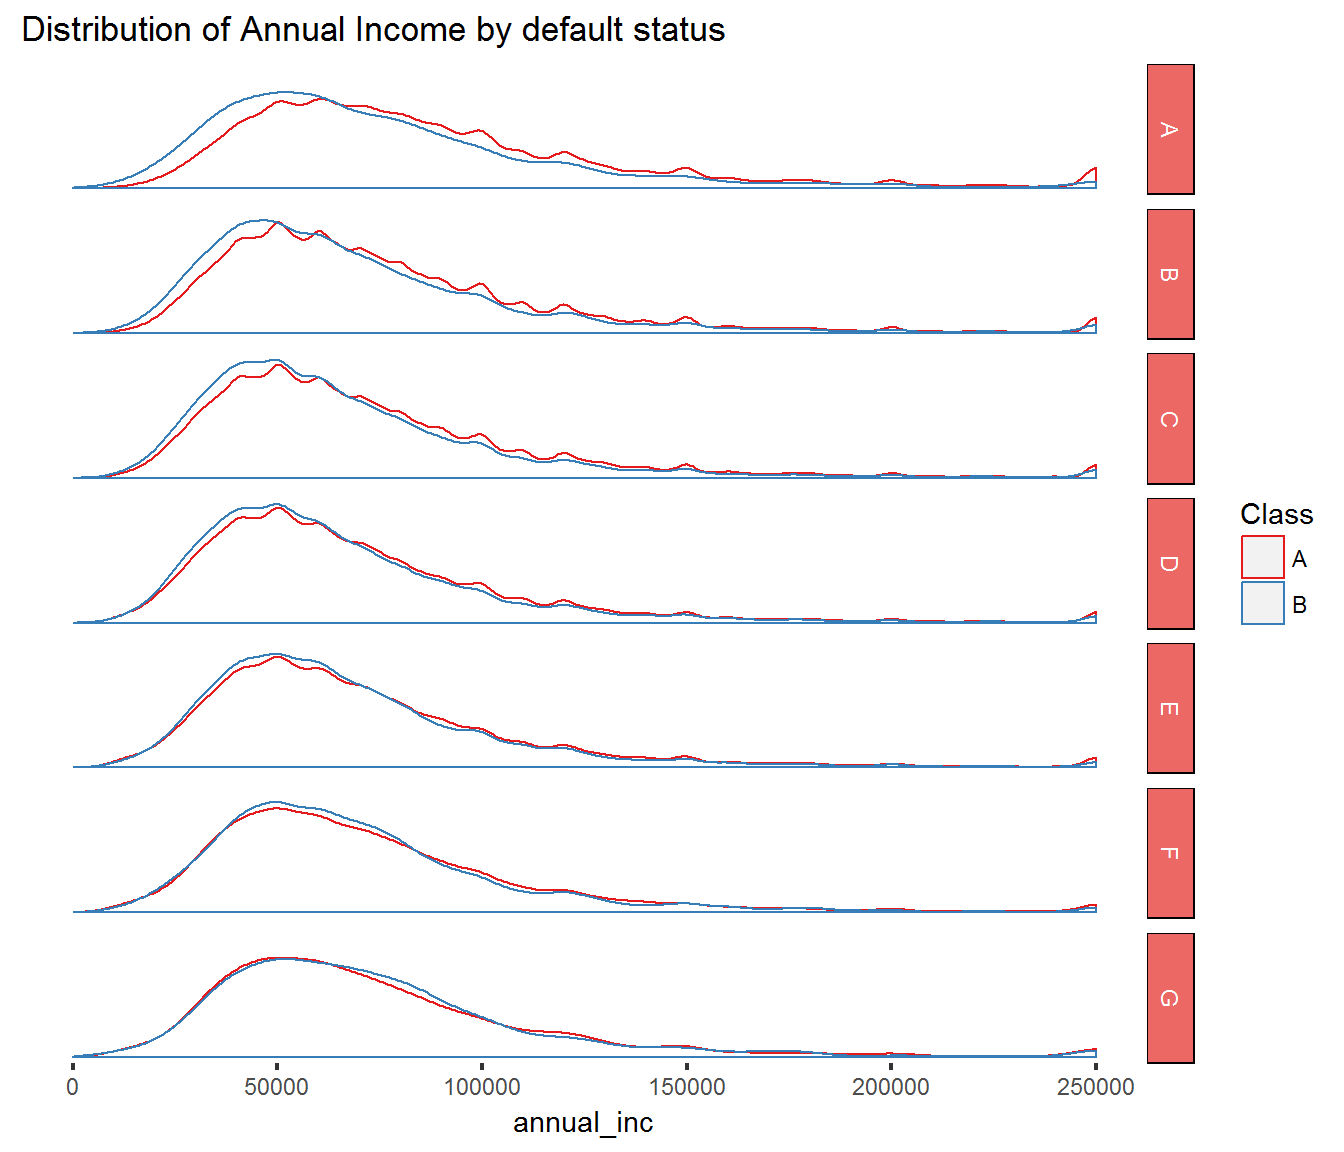 Distribution of Annual Income by default status
A
B
C
D
E
F
G
Class
A
B
0 50000 100000 150000 200000 250000
annual_inc